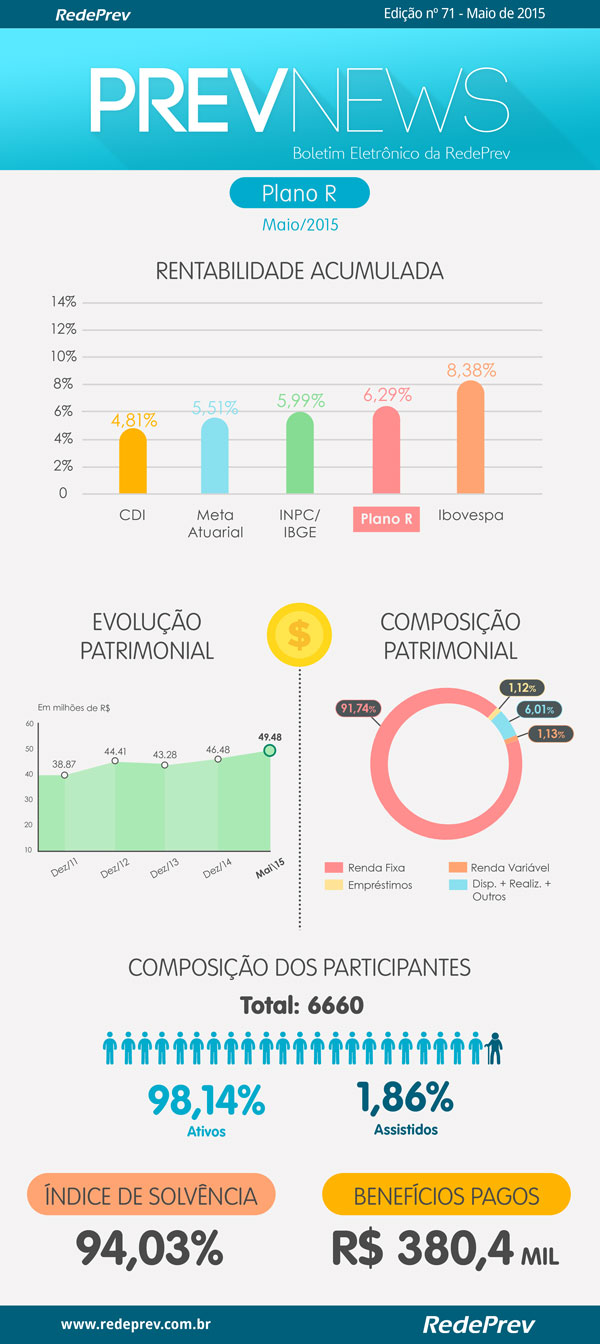 RedePrev
Edição nº 71 - Maio de 2015
PREVNEWS
Boletim Eletrônico da RedePrev
Plano R
Maio/2015
RENTABILIDADE ACUMULADA
14%
12%
10%
8%
6%
4%
2%
0
4,81%
5,51%
5,99%
6,29%
8,38%
CDI
Meta
Atuarial
INPC/
IBGE
Plano R
Ibovespa
EVOLUÇÃO
PATRIMONIAL
$
COMPOSIÇÃO
PATRIMONIAL
Em milhões de R$
60
50
40
30
20
10
38.87
44.41
43.28
46.48
49.48
Dez/11
Dez/12
Dez/13
Dez/14
Mai\15
91,74%
1,12%
6,01%
1,13%
Renda Fixa
Renda Variável
Empréstimos
Disp. + Realiz. +
Outros
COMPOSIÇÃO DOS PARTICIPANTES
Total: 6660
98,14%
Ativos
1,86%
Assistidos
ÍNDICE DE SOLVÊNCIA
94,03%
BENEFÍCIOS PAGOS
R$ 380,4 MIL
www.redeprev.com.br
RedePrev